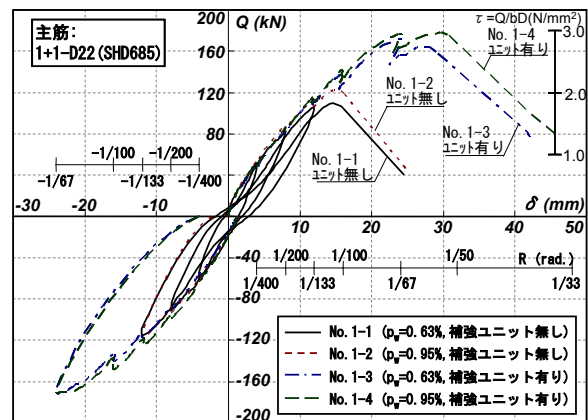 200 Q (kN)
τ=Q/bD(N/mm²)
主筋:
1+1-D22(SHD685)
160
120
80
40
3.0
2.0
1.0
No. 1-4
ユニット有り
No. 1-2
ユニット無し
No. 1-3
ユニット有り
No. 1-1
ユニット無し
-1/100 -1/200
-1/67 -1/133 -1/400
-30 -20 -10 0 10 20 30 40 50
δ (mm)
-40
-80
-120
-160
-200
1/200 1/100 1/50 R (rad.)
1/400 1/133 1/67 1/33
No. 1-1 (pw=0.63%, 補強ユニット無し)
No. 1-2 (pw=0.95%, 補強ユニット無し)
No. 1-3 (pw=0.63%, 補強ユニット有り)
No. 1-4 (pw=0.95%, 補強ユニット有り)